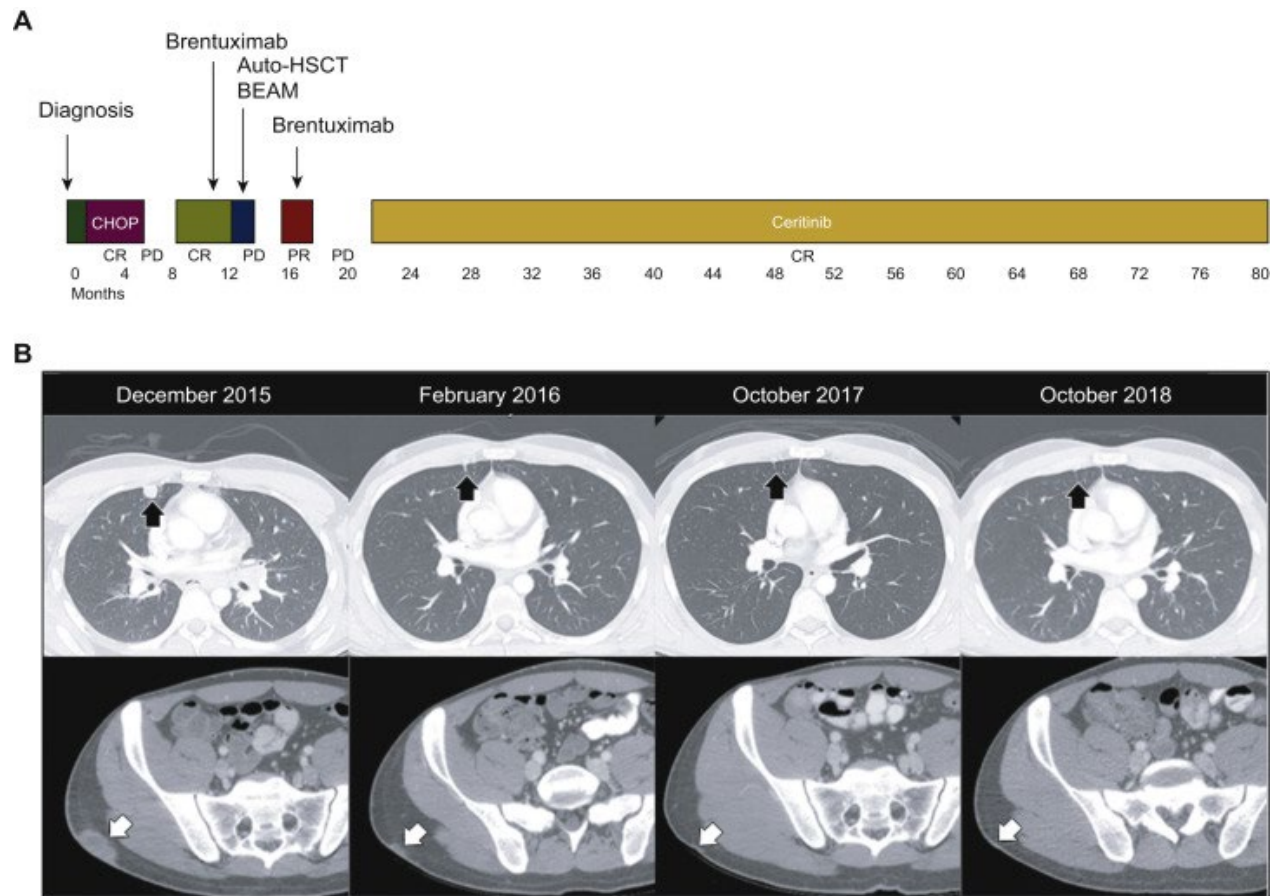 A
Brentuximab
Auto-HSCT
BEAM
Diagnosis
Brentuximab
CHOP
Ceritinib
CR PD CR PD PR PD CR
0 4 8 12 16 20 24 28 32 36 40 44 48 52 56 60 64 68 72 76 80
Months
B
December 2015 February 2016 October 2017 October 2018